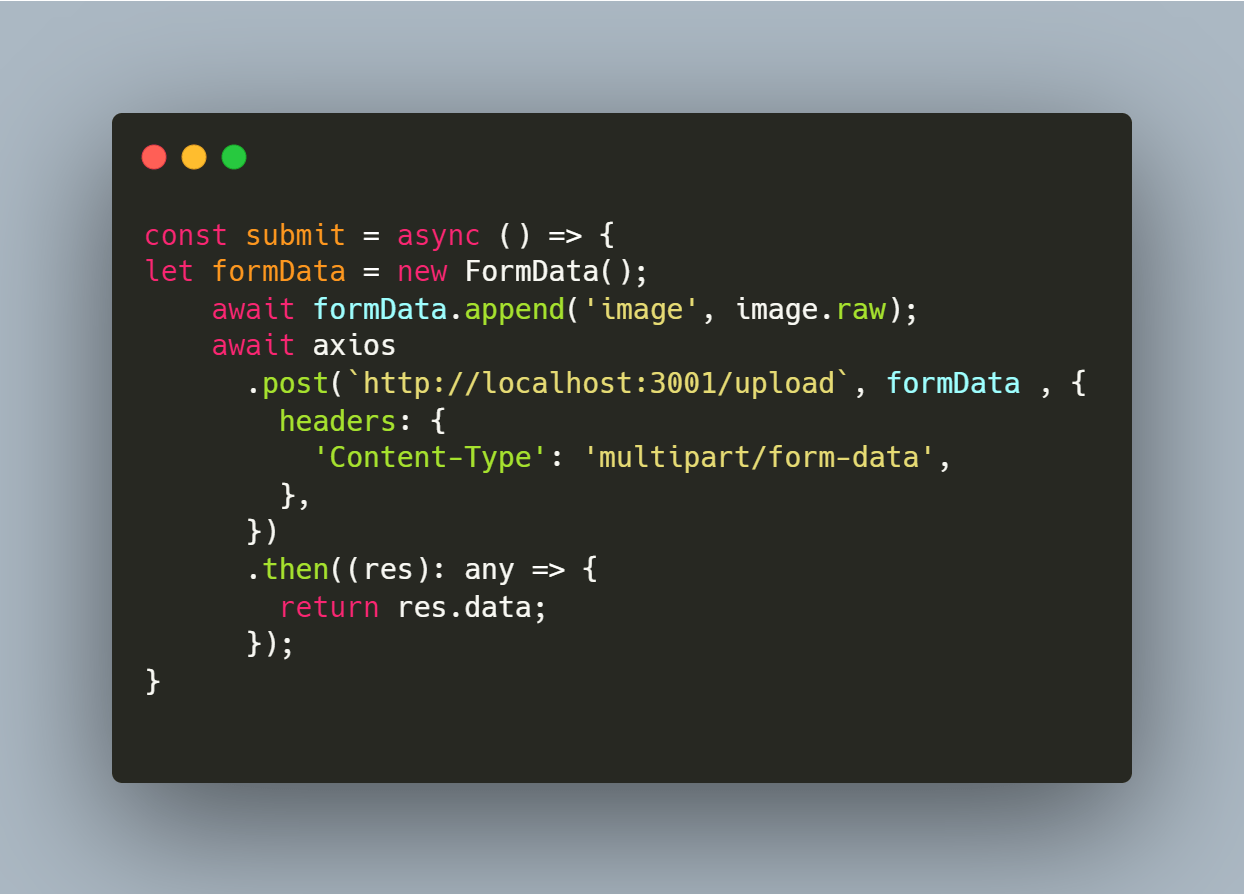 const submit = async () => {
let formData = new FormData();
    await formData.append('image', image.raw);
    await axios
      .post(`http://localhost:3001/upload`, formData , {
        headers: {
          'Content-Type': 'multipart/form-data',
        },
      })
      .then((res): any => {
        return res.data;
      });
}